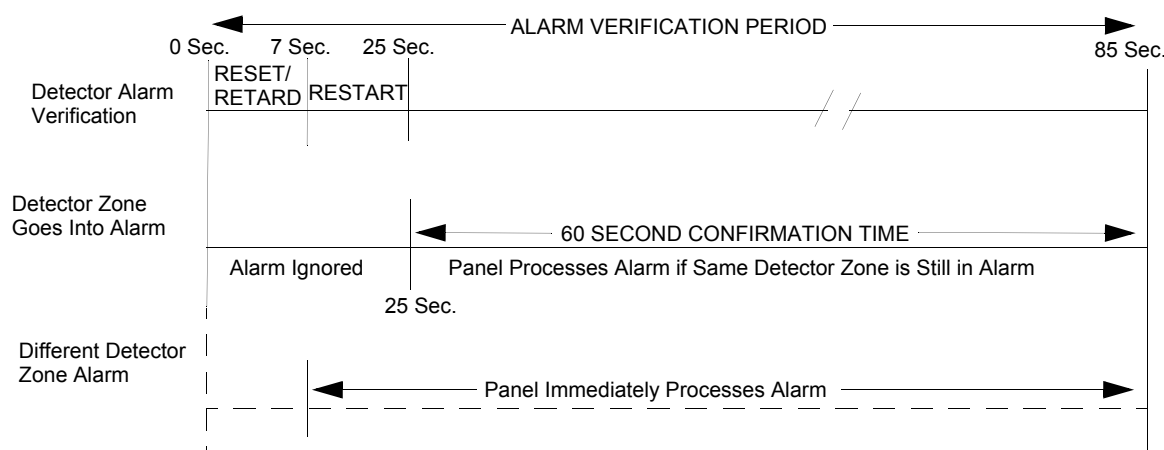 ALARM VERIFICATION PERIOD
0 Sec.
7 Sec.
25 Sec.
85 Sec.
RESET/
RETARD
RESTART
Detector Alarm
Verification
Detector Zone
Goes Into Alarm
60 SECOND CONFIRMATION TIME
Alarm Ignored
Panel Processes Alarm if Same Detector Zone is Still in Alarm
25 Sec.
Different Detector
Zone Alarm
Panel Immediately Processes Alarm